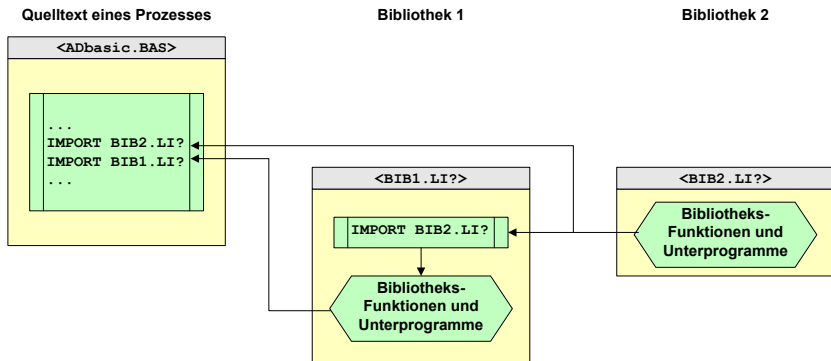 Quelltext eines Prozesses
Bibliothek 1
Bibliothek 2
<ADbasic.BAS>
...
IMPORT BIB2.LI?
IMPORT BIB1.LI?
...
<BIB1.LI?>
IMPORT BIB2.LI?
Bibliotheks-
Funktionen und
Unterprogramme
<BIB2.LI?>
Bibliotheks-
Funktionen und
Unterprogramme